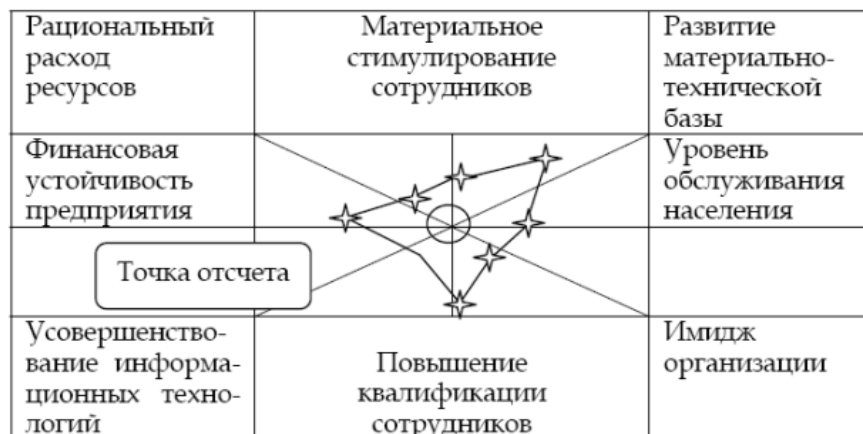 Рациональный
расход
ресурсов
Материальное
стимулирование
сотрудников
Развитие
материально-
технической
базы
Финансовая
устойчивость
предприятия
Уровень
обслуживания
населения
Точка отсчета
Усовершенство-
вание информа-
ционных техно-
логий
Повышение
квалификации
сотрудников
Имидж
организации